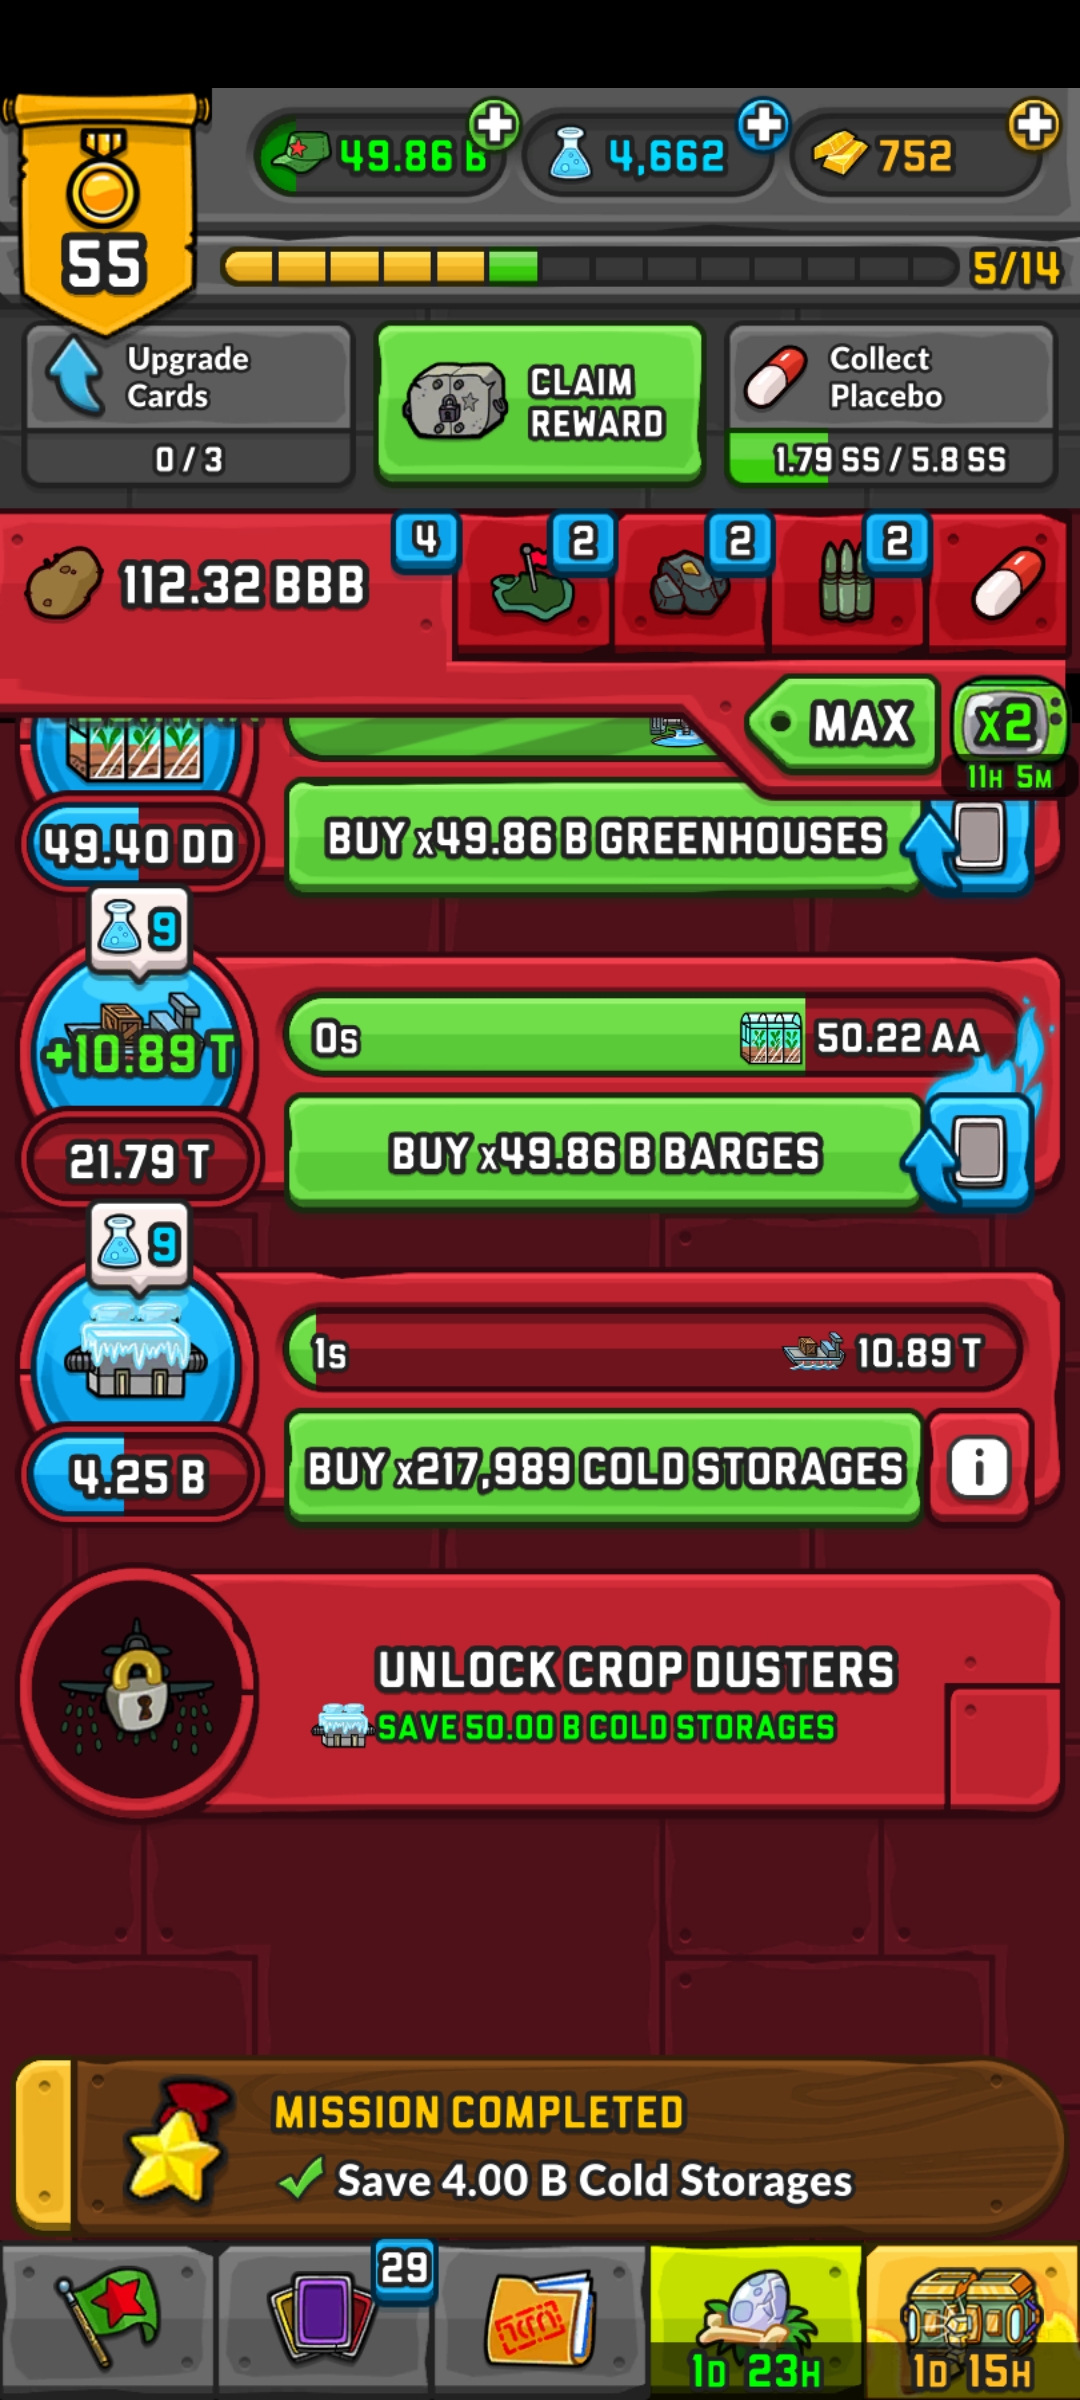 49.86 B
4,662
752
55
5/14
Upgrade
Cards
0 / 3
CLAIM
REWARD
Collect
Placebo
1.79 SS / 5.8 SS
112.32 BBB
4
2
2
2
MAX
X2
11H 5M
49.40 DD
BUY x49.86 B GREENHOUSES
9
+10.89 T
21.79 T
0s
50.22 AA
BUY x49.86 B BARGES
9
4.25 B
1s
10.89 T
BUY x217,989 COLD STORAGES
i
UNLOCK CROP DUSTERS
SAVE 50.00 B COLD STORAGES
MISSION COMPLETED
Save 4.00 B Cold Storages
29
1D 23H
1D 15H